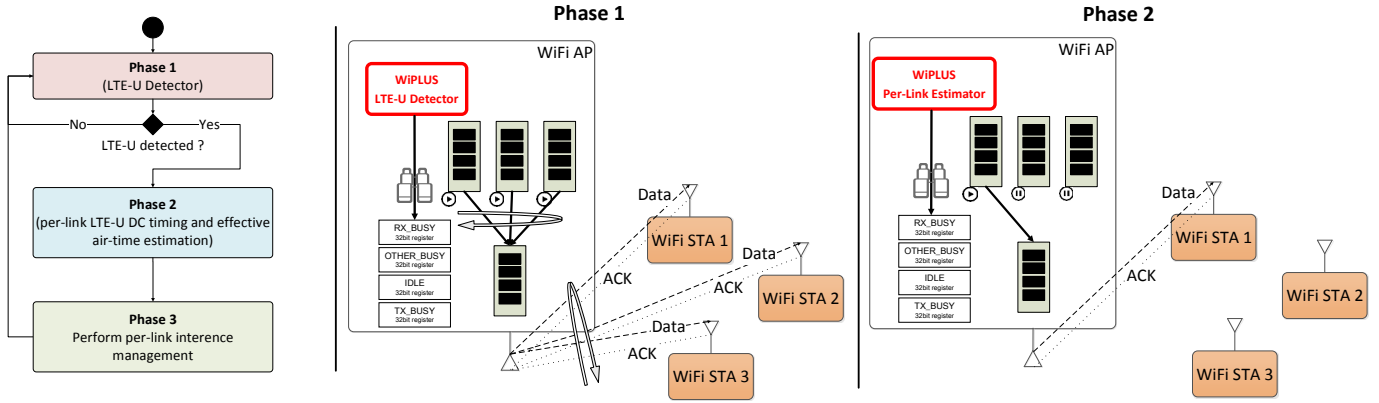 Phase 1
(LTE-U Detector)
No
Yes
LTE-U detected ?
Phase 2
(per-link LTE-U DC timing and effective
air-time estimation)
Phase 3
Perform per-link interence
management
Phase 1
WiFi AP
WiPLUS
LTE-U Detector
RX_BUSY
32bit register
OTHER_BUSY
32bit register
IDLE
32bit register
TX_BUSY
32bit register
Data
WiFi STA 1
Data
ACK
ACK
WiFi STA 2
Data
ACK
WiFi STA 3
Phase 2
WiFi AP
WiPLUS
Per-Link Estimator
RX_BUSY
32bit register
OTHER_BUSY
32bit register
IDLE
32bit register
TX_BUSY
32bit register
Data
WiFi STA 1
ACK
WiFi STA 2
WiFi STA 3